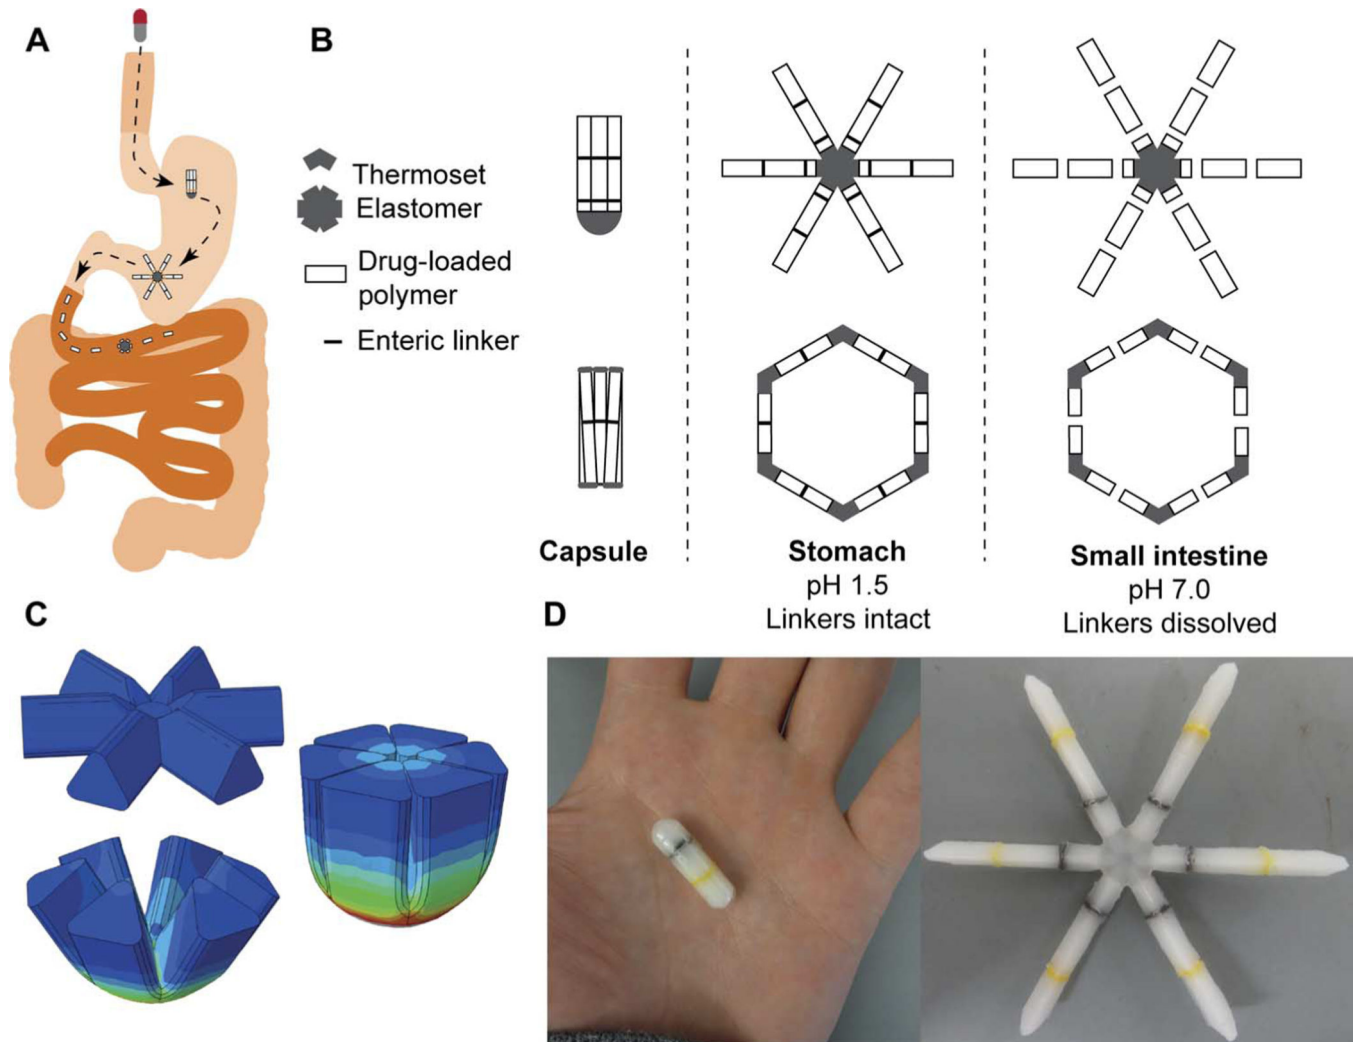 A
B
Thermoset
Elastomer
Drug-loaded
polymer
Enteric linker
Capsule
Stomach
pH 1.5
Linkers intact
Small intestine
pH 7.0
Linkers dissolved
C
D